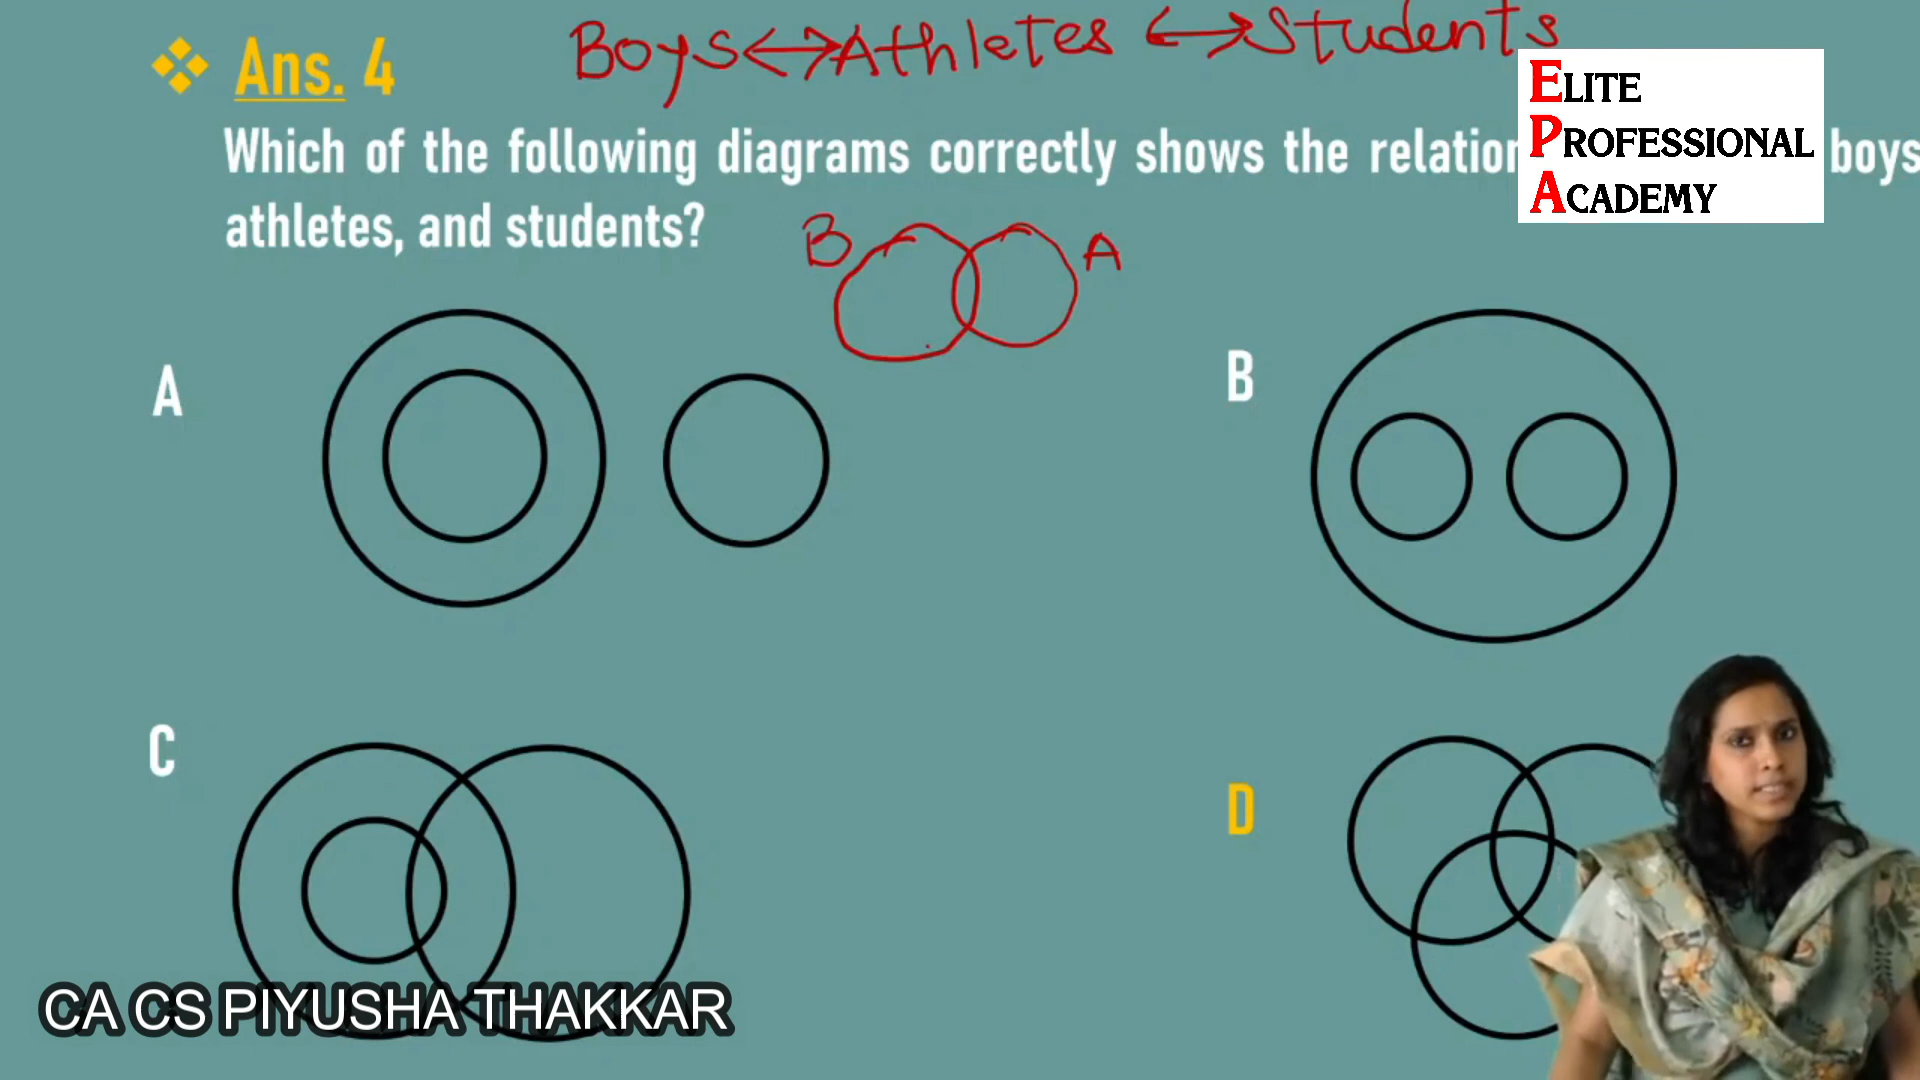 Boys<->Athletes <->Students
Ans. 4
ELITE
PROFESSIONAL
ACADEMY
Which of the following diagrams correctly shows the relation boys
athletes, and students?
B A
A
B
C
D
CA CS PIYUSHA THAKKAR